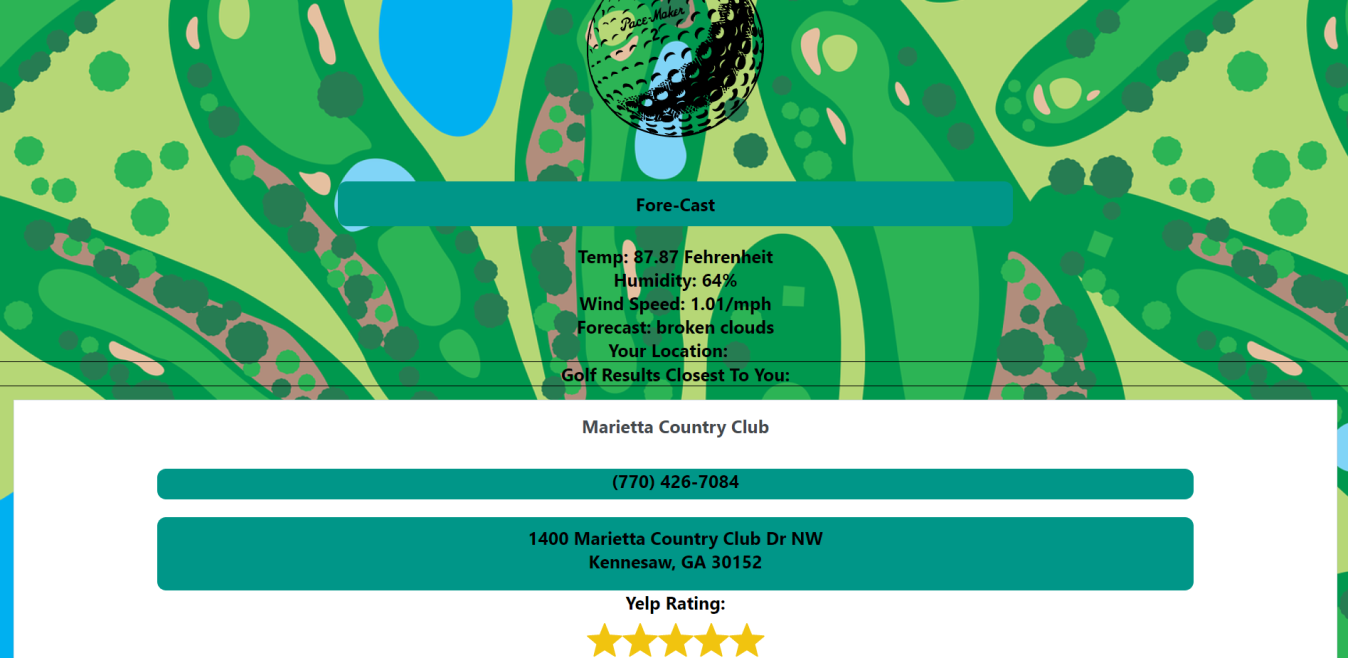 Pace-Maker
2
Fore-Cast
Temp: 87.87 Fehrenheit
Humidity: 64%
Wind Speed: 1.01/mph
Forecast: broken clouds
Your Location:
Golf Results Closest To You:
Marietta Country Club
(770) 426-7084
1400 Marietta Country Club Dr NW
Kennesaw, GA 30152
Yelp Rating: